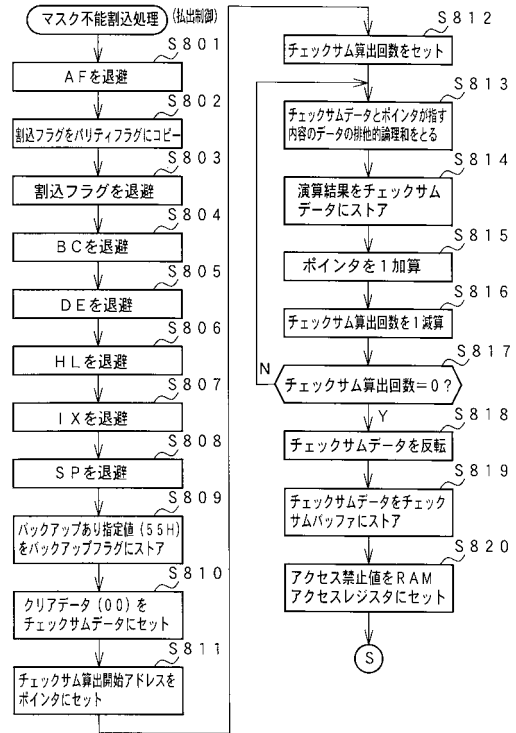 マスク不能割込処理
(払出制御)
S801
AFを退避
S802
割込フラグをパリティフラグにコピー
S803
割込フラグを退避
S804
BCを退避
S805
DEを退避
S806
HLを退避
S807
IXを退避
S808
SPを退避
S809
バックアップあり指定値(55H)
をバックアップフラグにストア
S810
クリアデータ(00)を
チェックサムデータにセット
S811
チェックサム算出開始アドレスを
ポインタにセット
S812
チェックサム算出回数をセット
S813
チェックサムデータとポインタが指す
内容のデータの排他的論理和をとる
S814
演算結果をチェックサム
データにストア
S815
ポインタを1加算
S816
チェックサム算出回数を1減算
S817
N
チェックサム算出回数=0?
Y
S818
チェックサムデータを反転
S819
チェックサムデータをチェック
サムバッファにストア
S820
アクセス禁止値をRAM
アクセスレジスタにセット
S